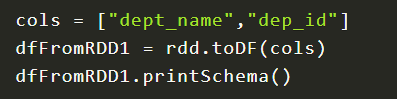 cols = ["dept_name","dep_id"]
dfFromRDD1 = rdd.toDF(cols)
dfFromRDD1.printSchema()